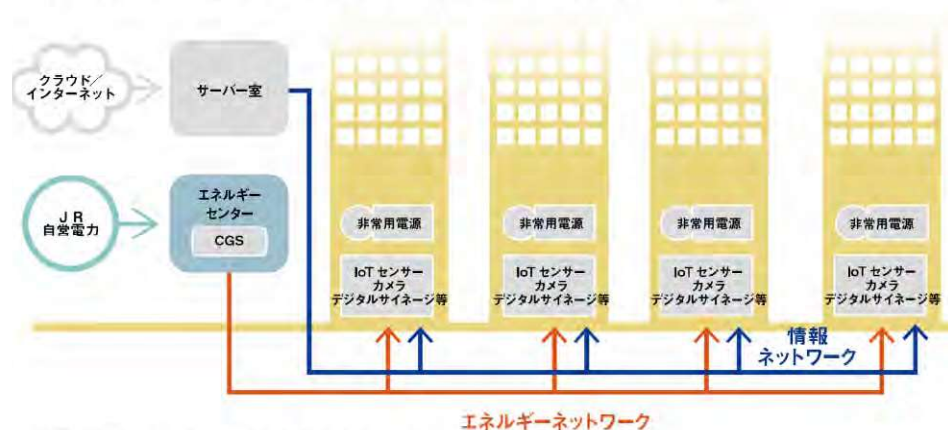 クラウド/
インターネット
サーバー室
JR
自営電力
エネルギー
センター
CGS
非常用電源
IoT センサー
カメラ
デジタルサイネージ等
非常用電源
IoT センサー
カメラ
デジタルサイネージ等
非常用電源
IoT センサー
カメラ
デジタルサイネージ等
非常用電源
IoT センサー
カメラ
デジタルサイネージ等
情報
ネットワーク
エネルギーネットワーク